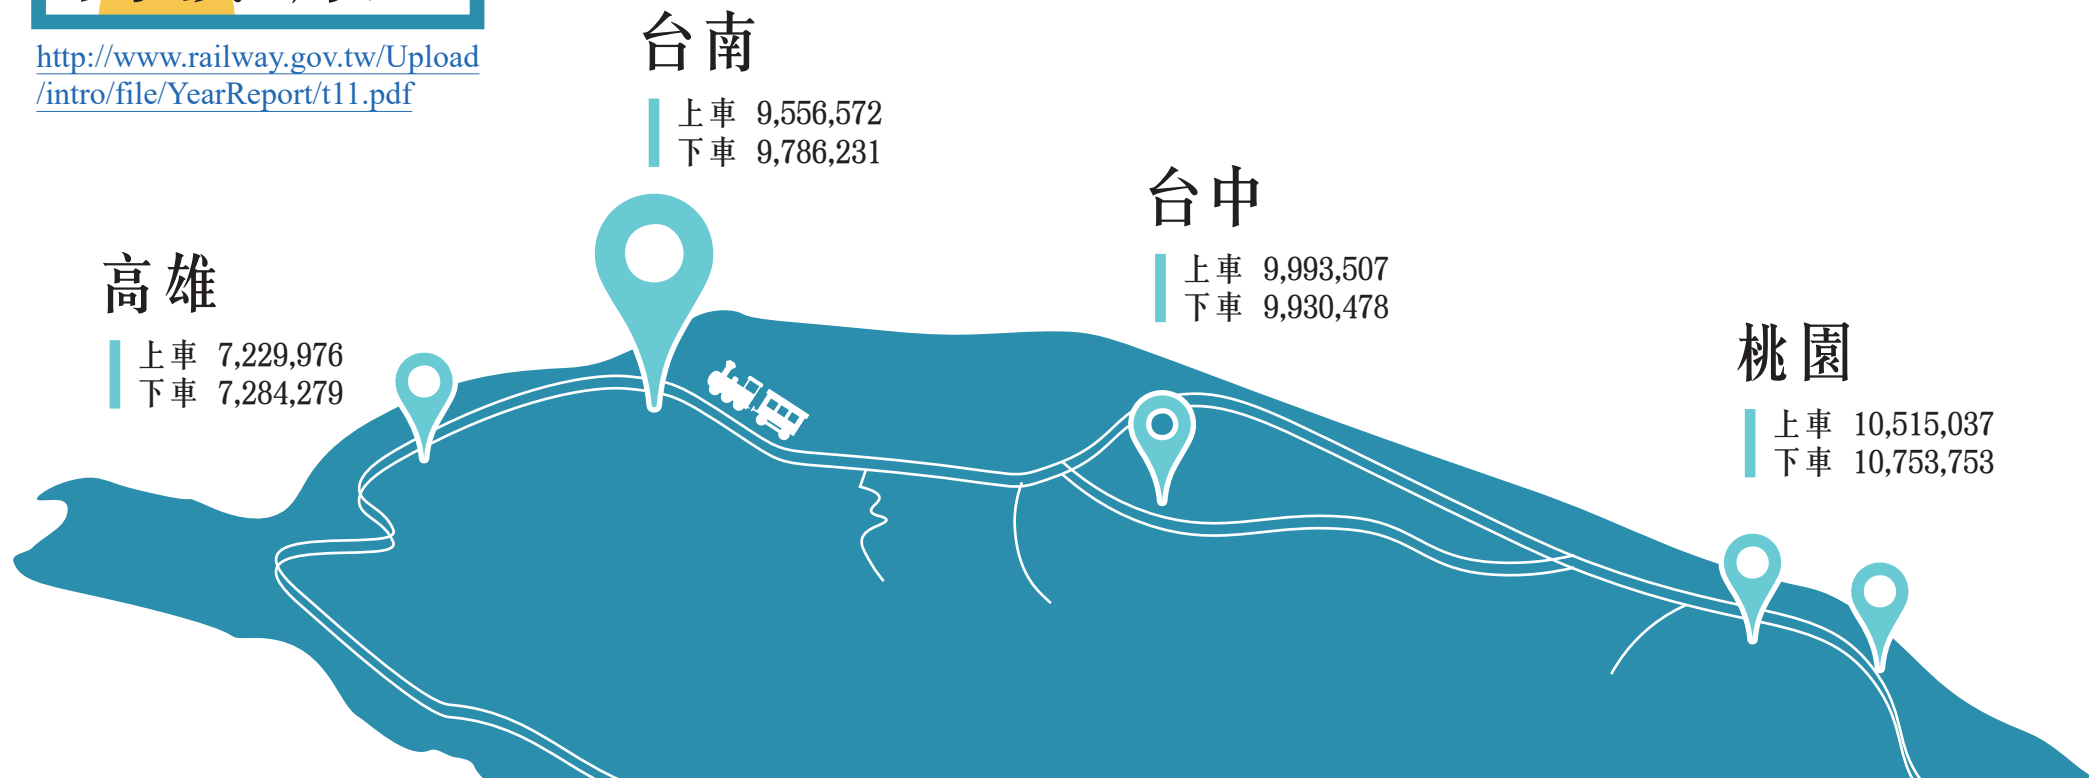 http://www.railway.gov.tw/Upload
/intro/file/YearReport/t11.pdf
台南
上車 9,556,572
下車 9,786,231
台中
上車 9,993,507
下車 9,930,478
高雄
上車 7,229,976
下車 7,284,279
桃園
上車 10,515,037
下車 10,753,753